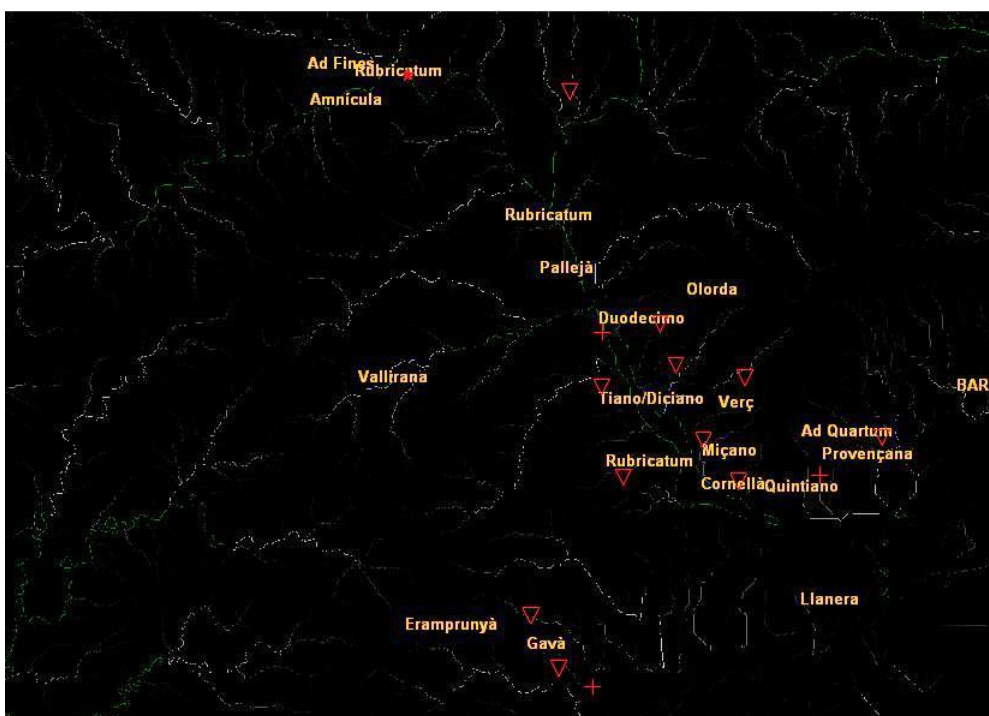 Ad Fines
Rubricatum
Amnícula
Rubricatum
Pallejà
Olorda
Duodecimo
Vallirana
BAR
Tiano/Diciano
Verç
Ad Quartum
Miçano
Provençana
Rubricatum
Cornellà
Quintiano
Llanera
Eramprunyà
Gavà